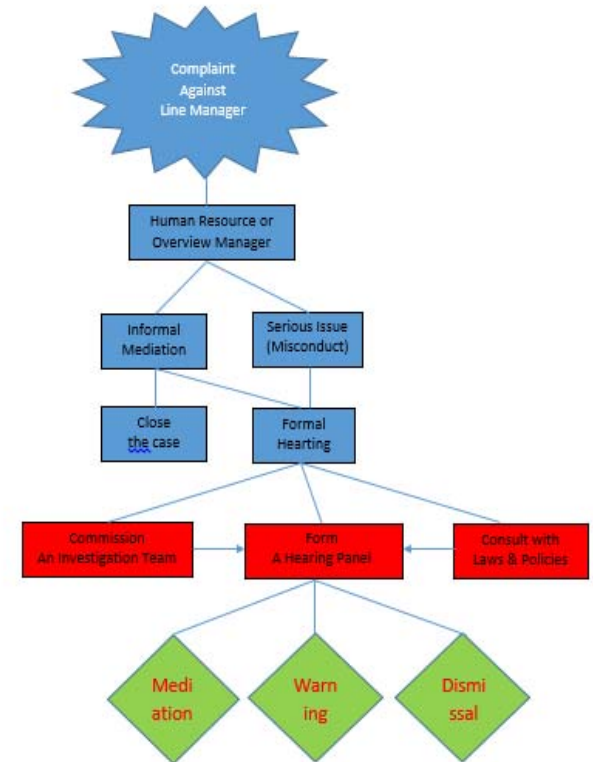 Complaint
Against
Line Manager
Human Resource or
Overview Manager
Informal
Mediation
Serious Issue
(Misconduct)
Close
the case
Formal
Hearting
Commission
An Investigation Team
Form
A Hearing Panel
Consult with
Laws & Policies
Medi
ation
Warn
ing
Dismi
ssal